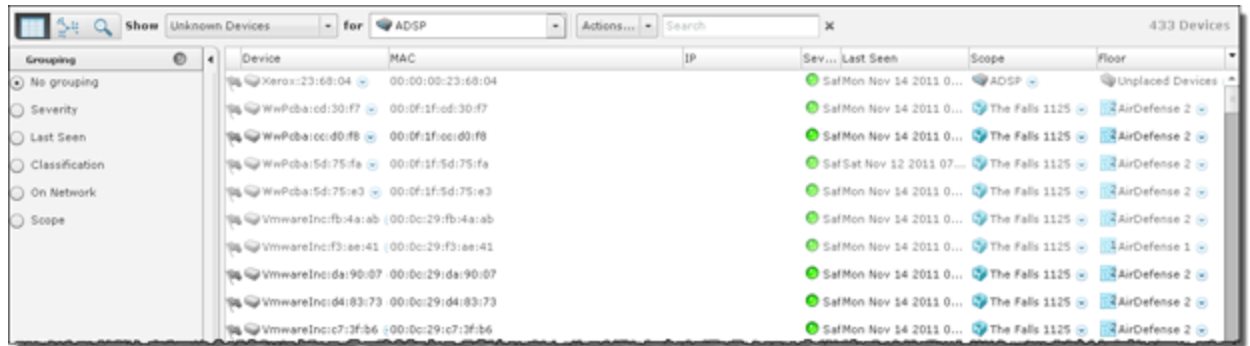 Show Unknown Devices for ADSP Actions... Search x 433 Devices
Grouping Device MAC IP Sev... Last Seen Scope Floor
No grouping Xerox:23:68:04 00:00:00:23:68:04 Saf Mon Nov 14 2011 0... ADSP Unplaced Devices
Severity WwPcba:cd:30:f7 00:0f:1f:cd:30:f7 Saf Mon Nov 14 2011 0... The Falls 1125 AirDefense 2
Last Seen WwPcba:cc:d0:f8 00:0f:1f:cc:d0:f8 Saf Mon Nov 14 2011 0... The Falls 1125 AirDefense 2
Classification WwPcba:5d:75:fa 00:0f:1f:5d:75:fa Saf Sat Nov 12 2011 07... The Falls 1125 AirDefense 2
On Network WwPcba:5d:75:e3 00:0f:1f:5d:75:e3 Saf Mon Nov 14 2011 0... The Falls 1125 AirDefense 2
Scope VmwareInc:fb:4a:ab 00:0c:29:fb:4a:ab Saf Mon Nov 14 2011 0... The Falls 1125 AirDefense 2
VmwareInc:f3:ae:41 00:0c:29:f3:ae:41 Saf Mon Nov 14 2011 0... The Falls 1125 AirDefense 1
VmwareInc:da:90:07 00:0c:29:da:90:07 Saf Mon Nov 14 2011 0... The Falls 1125 AirDefense 2
VmwareInc:d4:83:73 00:0c:29:d4:83:73 Saf Mon Nov 14 2011 0... The Falls 1125 AirDefense 2
VmwareInc:c7:3f:b6 00:0c:29:c7:3f:b6 Saf Mon Nov 14 2011 0... The Falls 1125 AirDefense 2